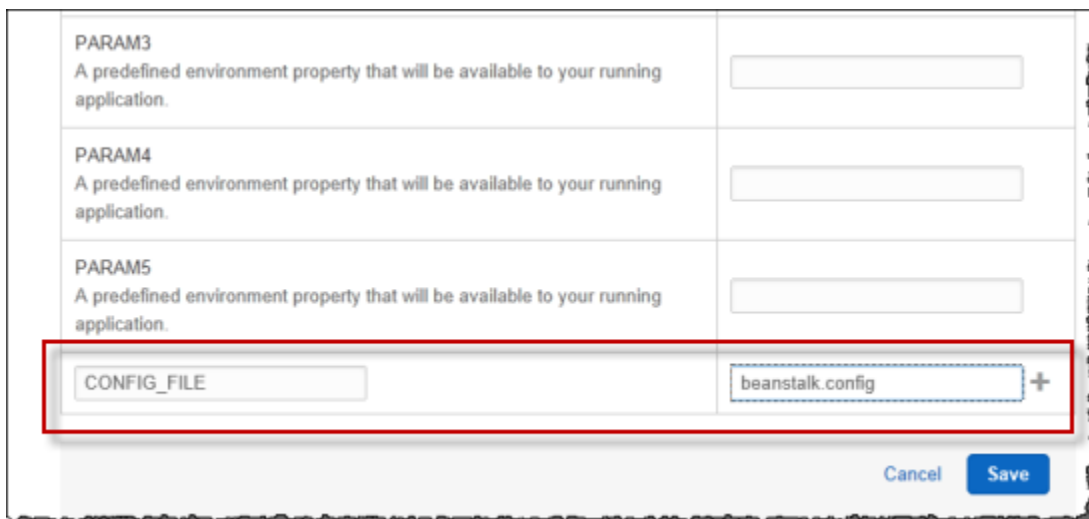 PARAM3
A predefined environment property that will be available to your running
application.
PARAM4
A predefined environment property that will be available to your running
application.
PARAM5
A predefined environment property that will be available to your running
application.
CONFIG_FILE beanstalk.config +
Cancel Save